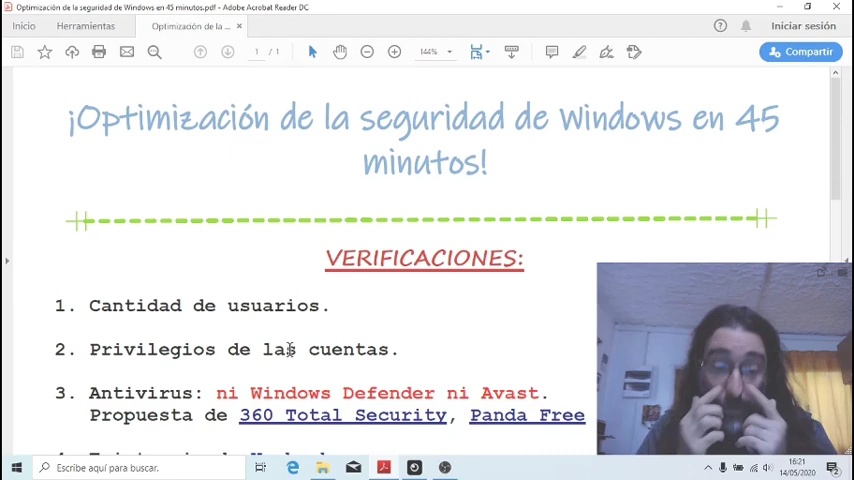 Optimización de la seguridad de Windows en 45 minutos.pdf - Adobe Acrobat Reader DC
Inicio
Herramientas
Optimización de la ...
Iniciar sesión
1 / 1
144%
Compartir
¡Optimización de la seguridad de Windows en 45
minutos!
VERIFICACIONES:
1. Cantidad de usuarios.
2. Privilegios de las cuentas.
3. Antivirus: ni Windows Defender ni Avast.
Propuesta de 360 Total Security, Panda Free
Escribe aquí para buscar.
16:21
14/05/2020